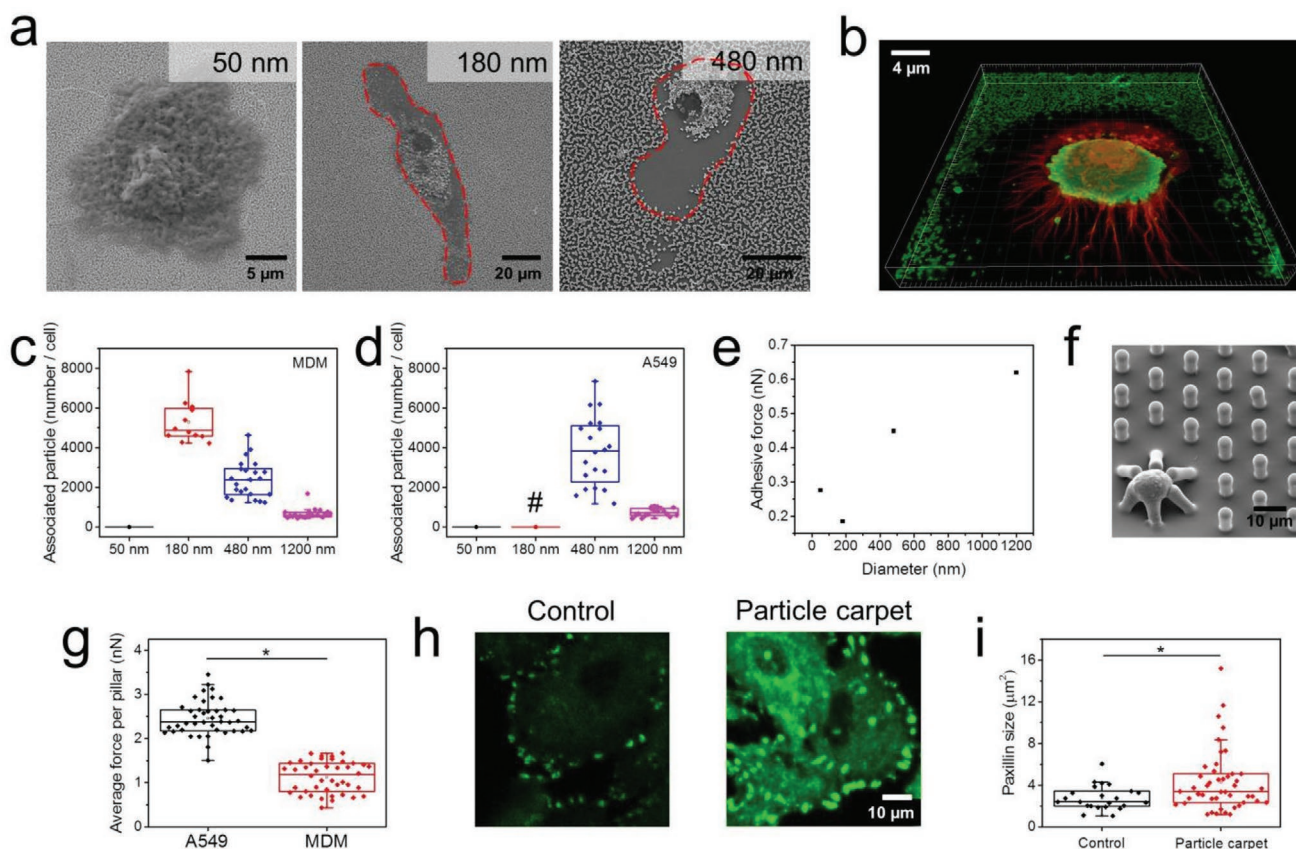 a
50 nm
5 µm
180 nm
20 µm
480 nm
20 µm
b
4 µm
c
Associated particle (number / cell)
8000
6000
4000
2000
0
MDM
50 nm 180 nm 480 nm 1200 nm
d
Associated particle (number / cell)
8000
6000
4000
2000
0
A549
#
50 nm 180 nm 480 nm 1200 nm
e
Adhesive force (nN)
0.7
0.6
0.5
0.4
0.3
0.2
0 200 400 600 800 1000 1200
Diameter (nm)
f
10 µm
g
Average force per pillar (nN)
4
3
2
1
0
*
A549 MDM
h
Control Particle carpet
10 µm
i
Paxillin size (µm²)
16
12
8
4
0
*
Control Particle carpet